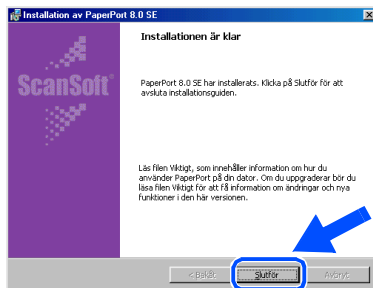 Installation av PaperPort 8.0 SE
Installationen är klar
ScanSoft®
PaperPort 8.0 SE har installerats. Klicka på Slutför för att
avsluta installationsguiden.
Läs filen Viktigt, som innehåller information om hur du
använder PaperPort på din dator. Om du uppgraderar bör du
läsa filen Viktigt för att få information om ändringar och nya
funktioner i den här versionen.
< Bakåt
Slutför
Avbryt